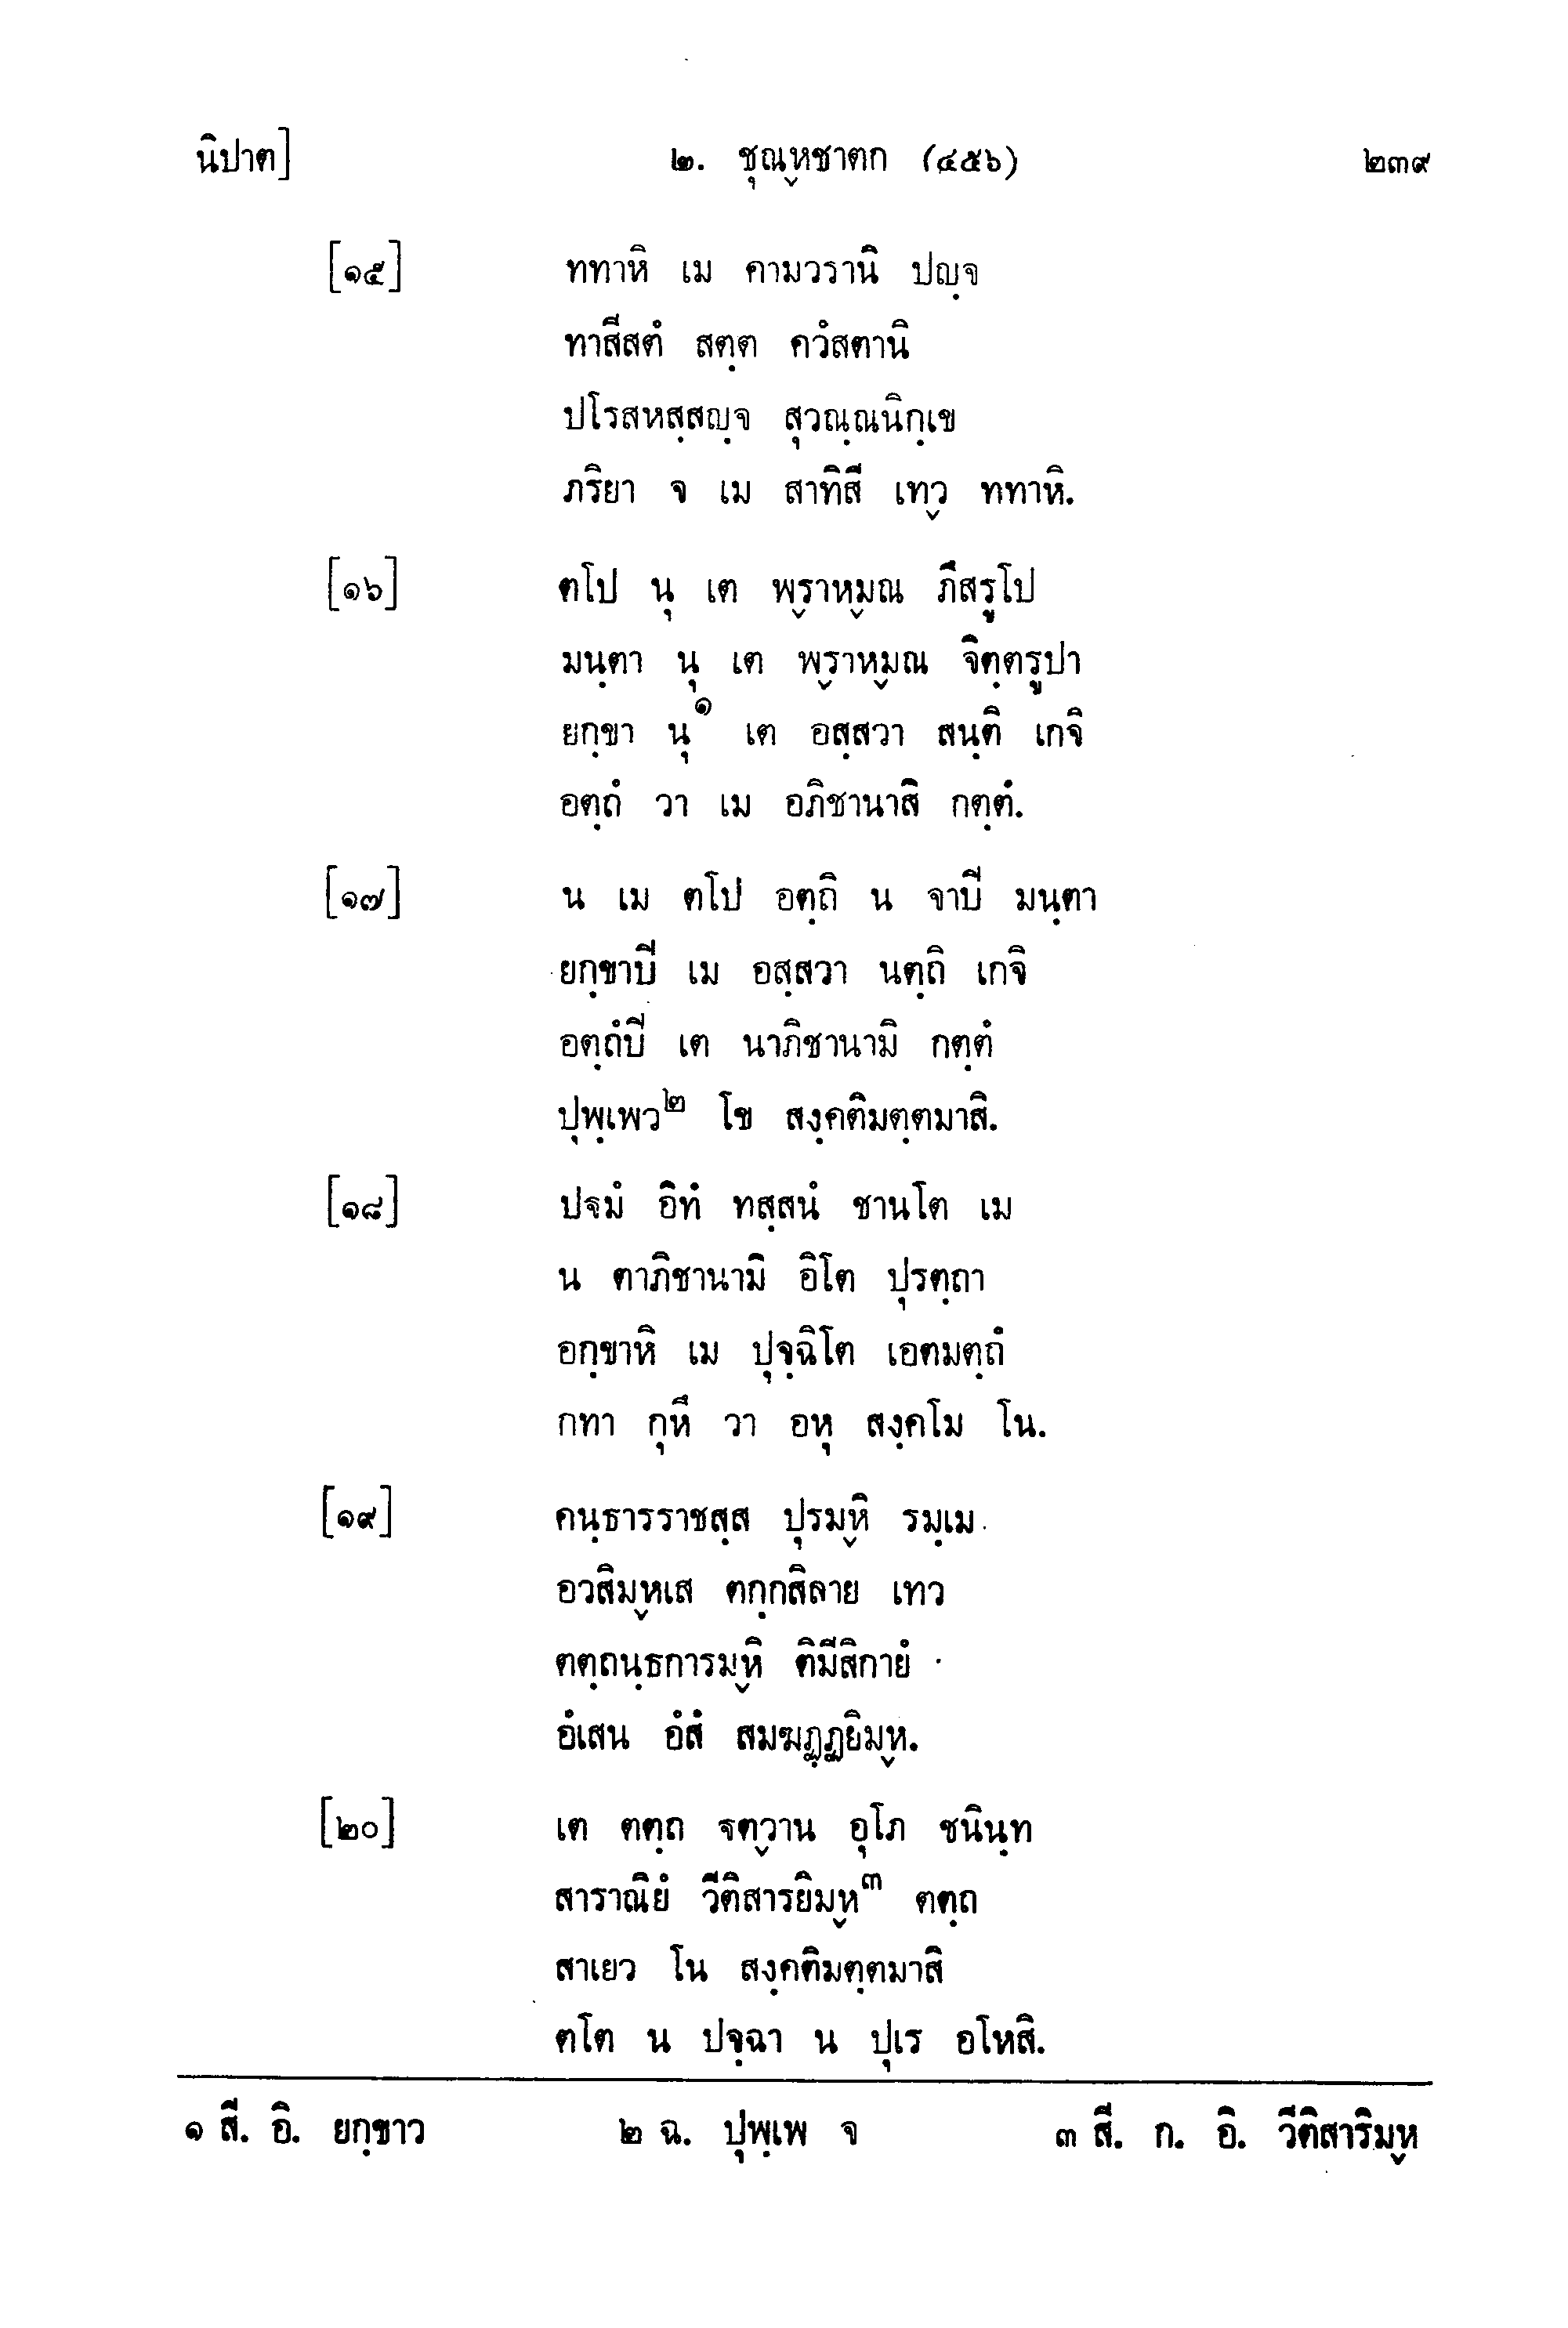 นิปาต] ๒. ชุณ๎หชาตก (๔๕๖) ๒๓๙
[๑๕] ททาหิ เม คามวรานิ ปญฺจ
ทาสีสตํ สตฺต ควํสตานิ
ปโรสหสฺสญฺจ สุวณฺณนิกฺเข
ภริยา จ เม สาทิสี เทว๎ ททาหิ.
[๑๖] ตโป นุ เต พ๎ราหม๎ณ ภึสรูโป
มนฺตา นุ เต พ๎ราหม๎ณ จิตฺตรูปา
ยกฺขา นุ๑ เต อสฺสวา สนฺติ เกจิ
อตฺถํ วา เม อภิชานาสิ กตฺตํ.
[๑๗] น เม ตโป อตฺถิ น จาปิ มนฺตา
ยกฺขาปิ เม อสฺสวา นตฺถิ เกจิ
อตฺถํปิ เต นาภิชานามิ กตฺตํ
ปุพฺเพว๒ โข สงฺคติมตฺตมาสิ.
[๑๘] ปฐมํ อิทํ ทสฺสนํ ชานโต เม
น ตาภิชานามิ อิโต ปุรตฺถา
อกฺขาหิ เม ปุจฺฉิโต เอตมตฺถํ
กทา กุหึ วา อหุ สงฺคโม โน.
[๑๙] คนฺธารราชสฺส ปุรม๎หิ รมฺเม
อวสิม๎หเส ตกฺกสิลาย เทว
ตตฺถนฺธการม๎หิ ติมีสิกายํ
อํเสน อํสํ สมฆฏฺฏยิม๎ห.
[๒๐] เต ตตฺถ ฐตว๎าน อุโภ ชนินฺท
สาราณิยํ วีติสารยิม๎ห๓ ตตฺถ
สาเยว โน สงฺคติมตฺตมาสิ
ตโต น ปจฺฉา น ปุเร อโหสิ.
๑ สี. อิ. ยกฺขาว ๒ ฉ. ปุพฺเพ จ ๓ สี. ก. อิ. วีติสาริม๎ห